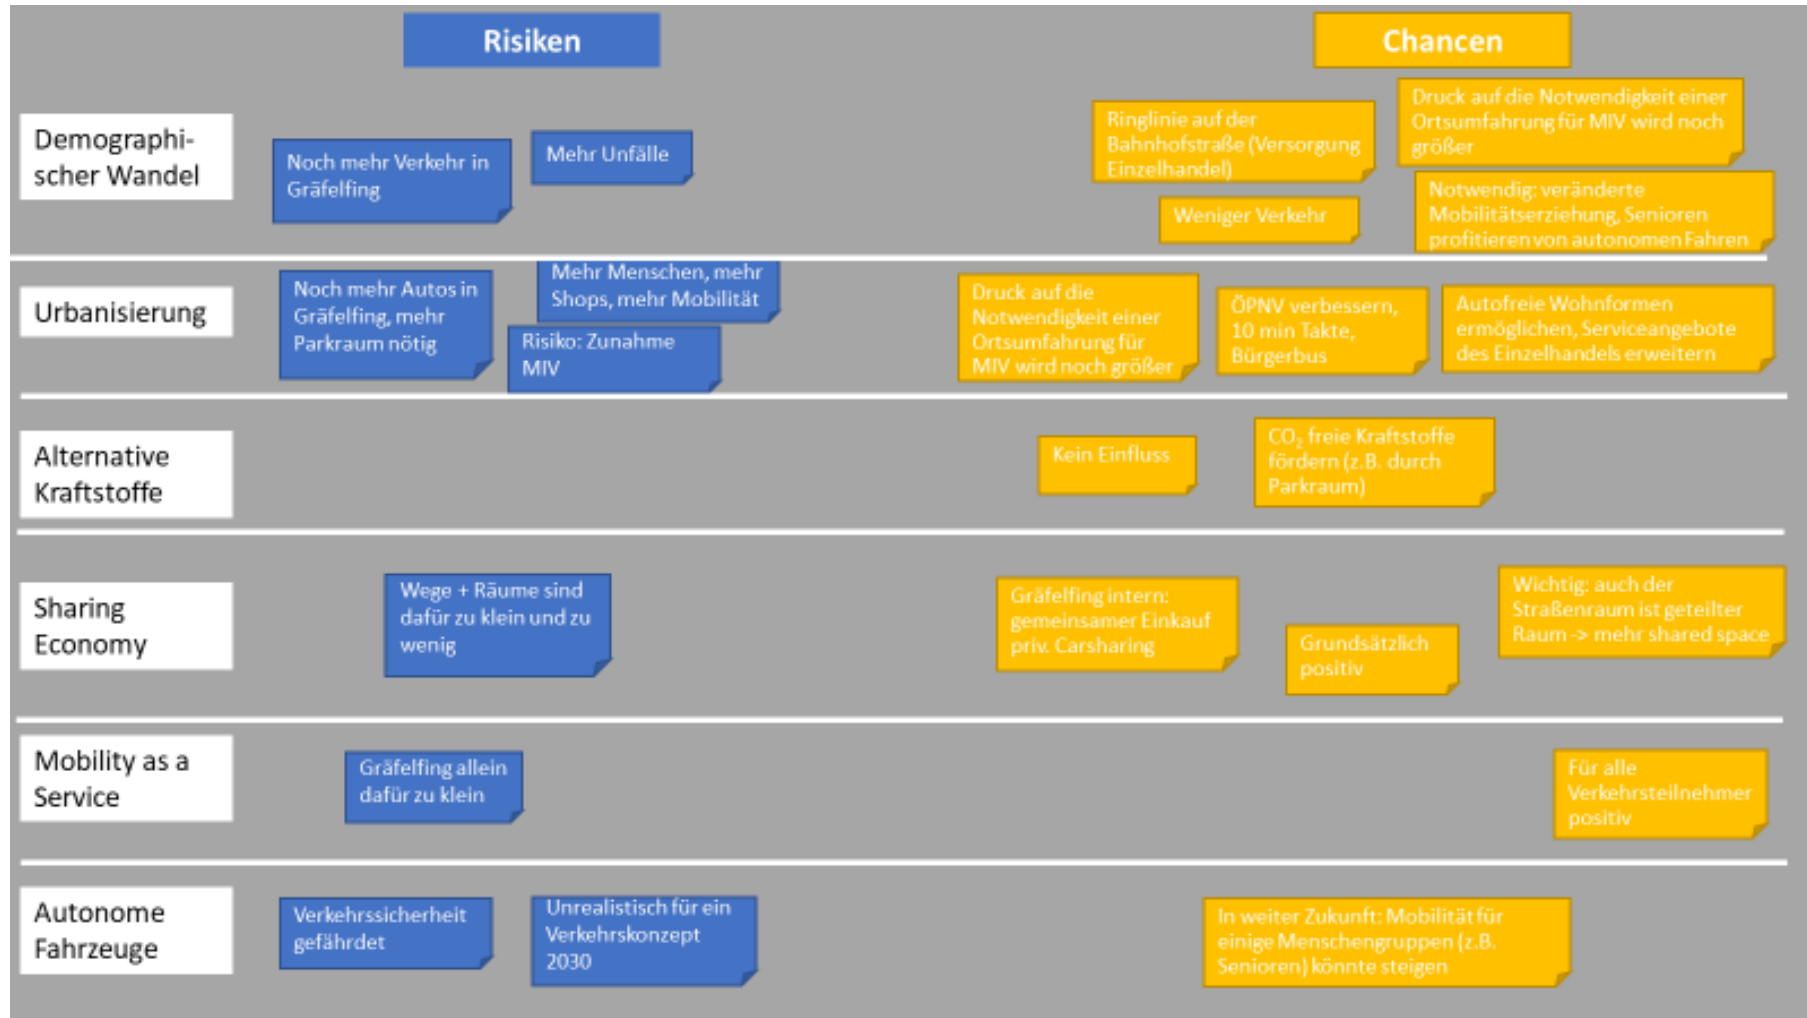 Risiken
Chancen
Demographi-
scher Wandel
Noch mehr Verkehr in
Gräfelfing
Mehr Unfälle
Ringlinie auf der
Bahnhofstraße (Versorgung
Einzelhandel)
Druck auf die Notwendigkeit einer
Ortsumfahrung für MIV wird noch
größer
Weniger Verkehr
Notwendig: veränderte
Mobilitätserziehung, Senioren
profitieren von autonomen Fahren
Urbanisierung
Noch mehr Autos in
Gräfelfing, mehr
Parkraum nötig
Mehr Menschen, mehr
Shops, mehr Mobilität
Risiko: Zunahme
MIV
Druck auf die
Notwendigkeit einer
Ortsumfahrung für
MIV wird noch größer
ÖPNV verbessern,
10 min Takte,
Bürgerbus
Autofreie Wohnformen
ermöglichen, Serviceangebote
des Einzelhandels erweitern
Alternative
Kraftstoffe
Kein Einfluss
CO₂ freie Kraftstoffe
fördern (z.B. durch
Parkraum)
Sharing
Economy
Wege + Räume sind
dafür zu klein und zu
wenig
Gräfelfing intern:
gemeinsamer Einkauf
priv. Carsharing
Grundsätzlich
positiv
Wichtig: auch der
Straßenraum ist geteilter
Raum -> mehr shared space
Mobility as a
Service
Gräfelfing allein
dafür zu klein
Für alle
Verkehrsteilnehmer
positiv
Autonome
Fahrzeuge
Verkehrssicherheit
gefährdet
Unrealistisch für ein
Verkehrskonzept
2030
In weiter Zukunft: Mobilität für
einige Menschengruppen (z.B.
Senioren) könnte steigen